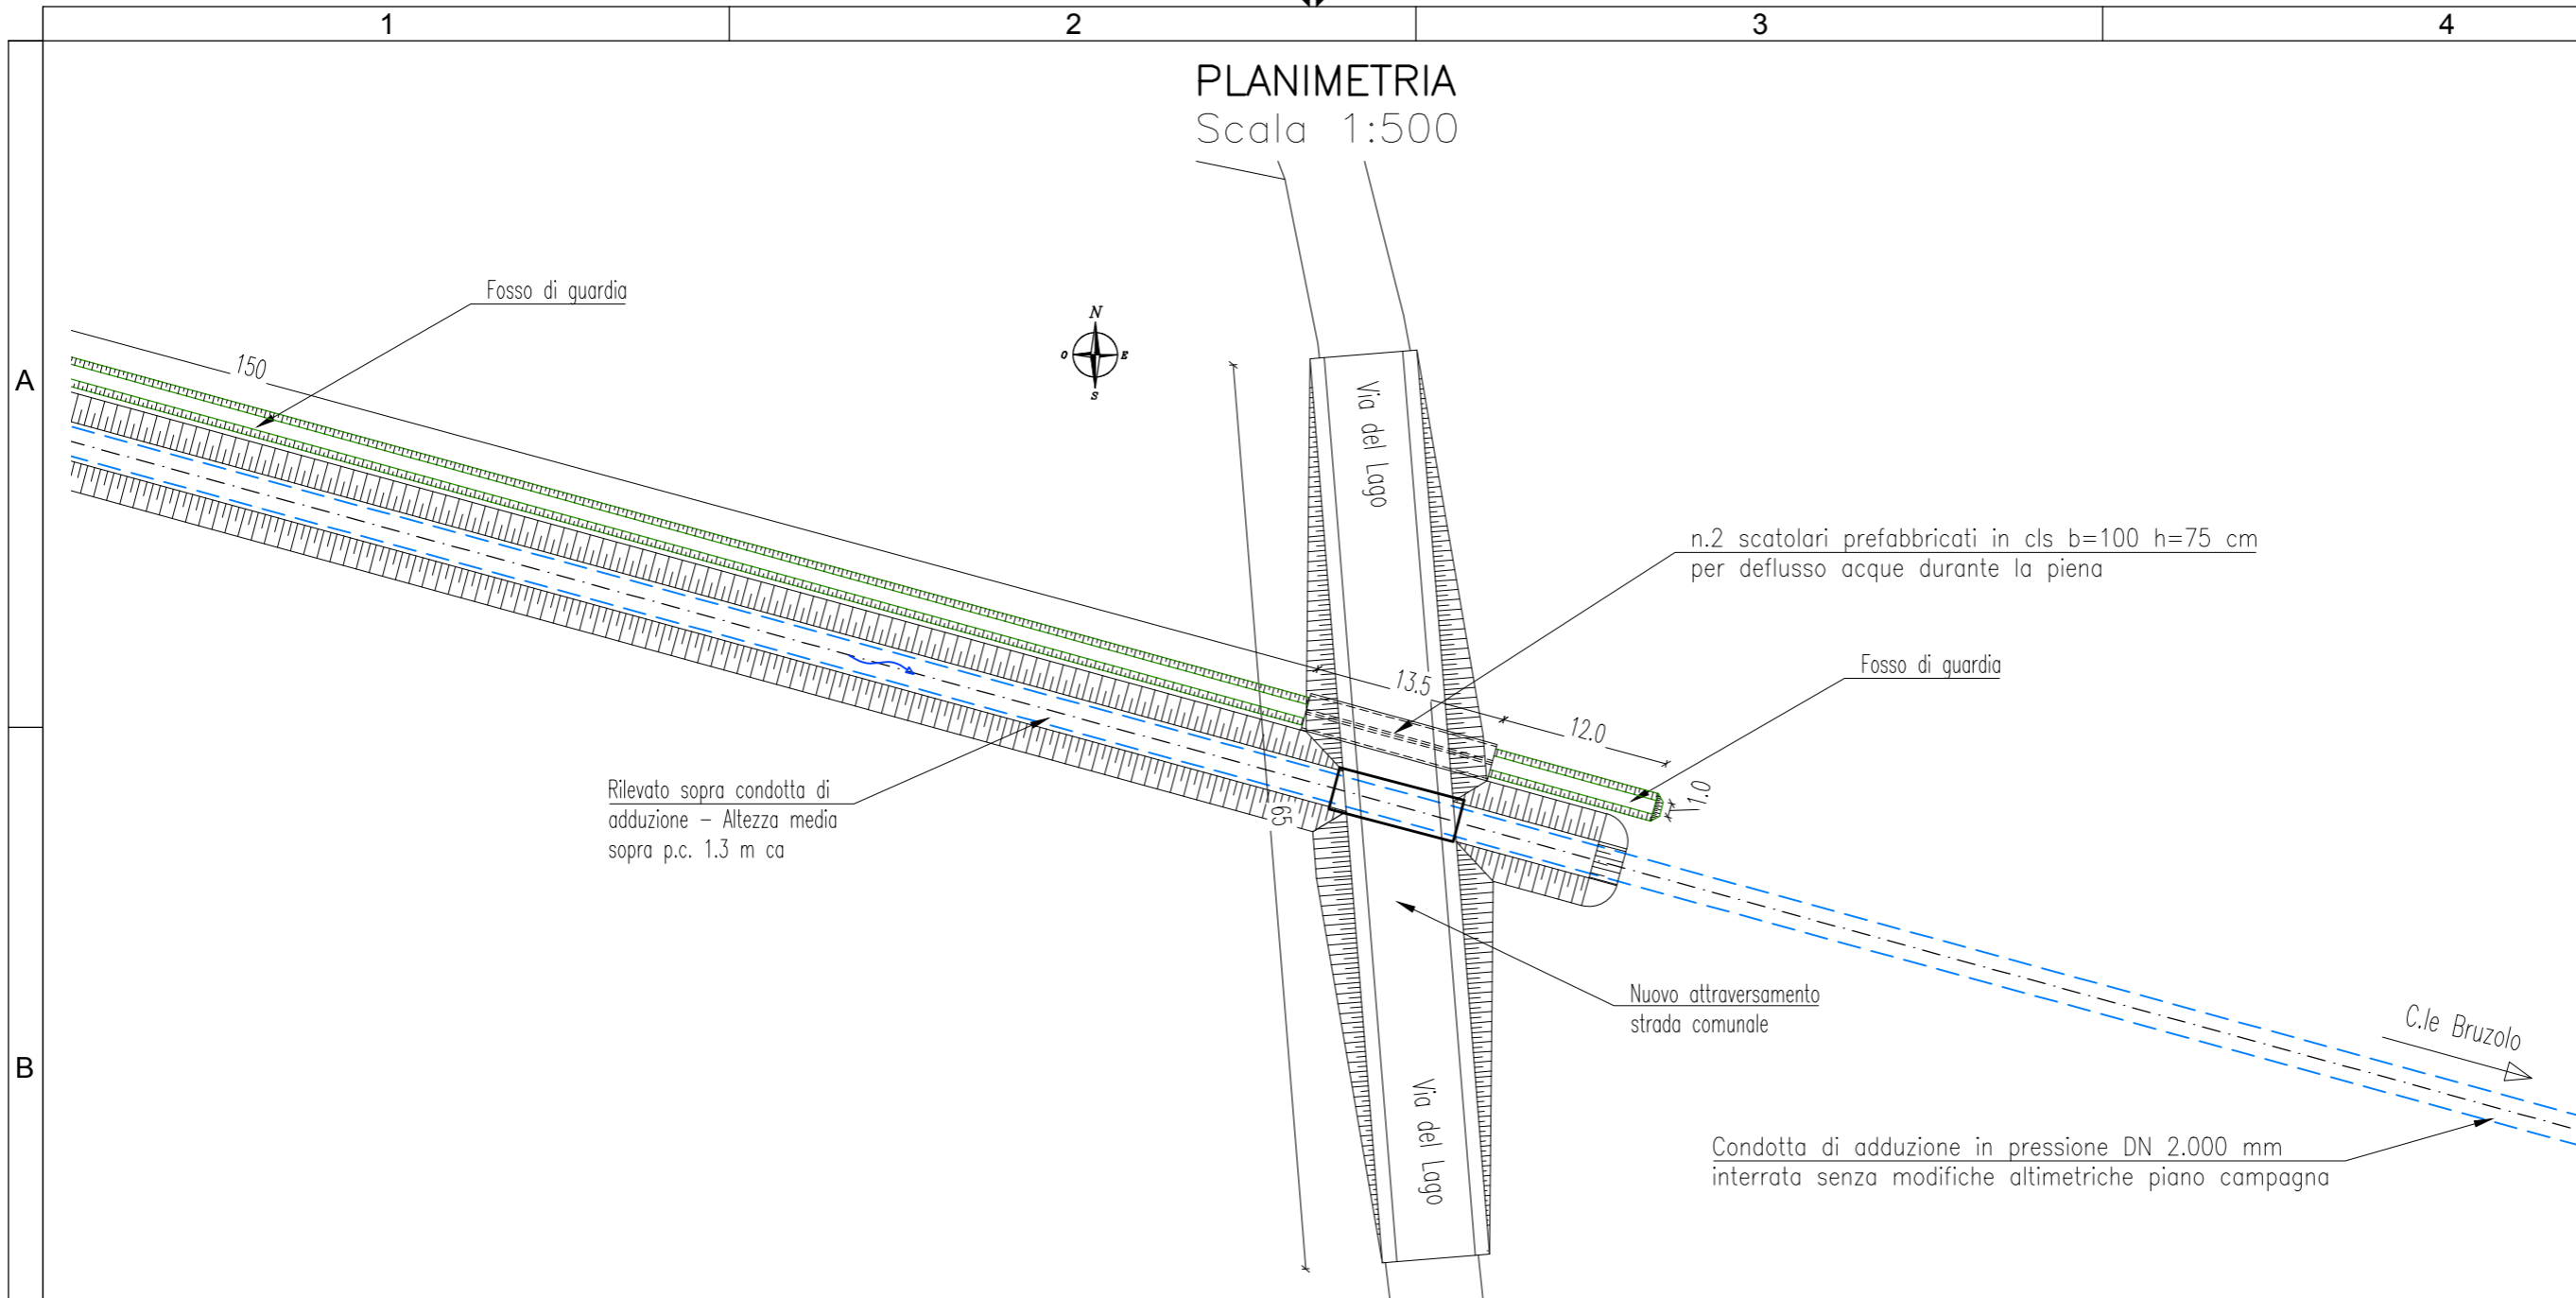 1 2 3 4
PLANIMETRIA
Scala 1:500
A
Fosso di guardia
150
N
O E
S
Via del Lago
n.2 scatolari prefabbricati in cls b=100 h=75 cm
per deflusso acque durante la piena
13.5
Fosso di guardia
12.0
1.0
65
Rilevato sopra condotta di
adduzione – Altezza media
sopra p.c. 1.3 m ca
Nuovo attraversamento
strada comunale
B
C.le Bruzolo
Via del Lago
Condotta di adduzione in pressione DN 2.000 mm
interrata senza modifiche altimetriche piano campagna